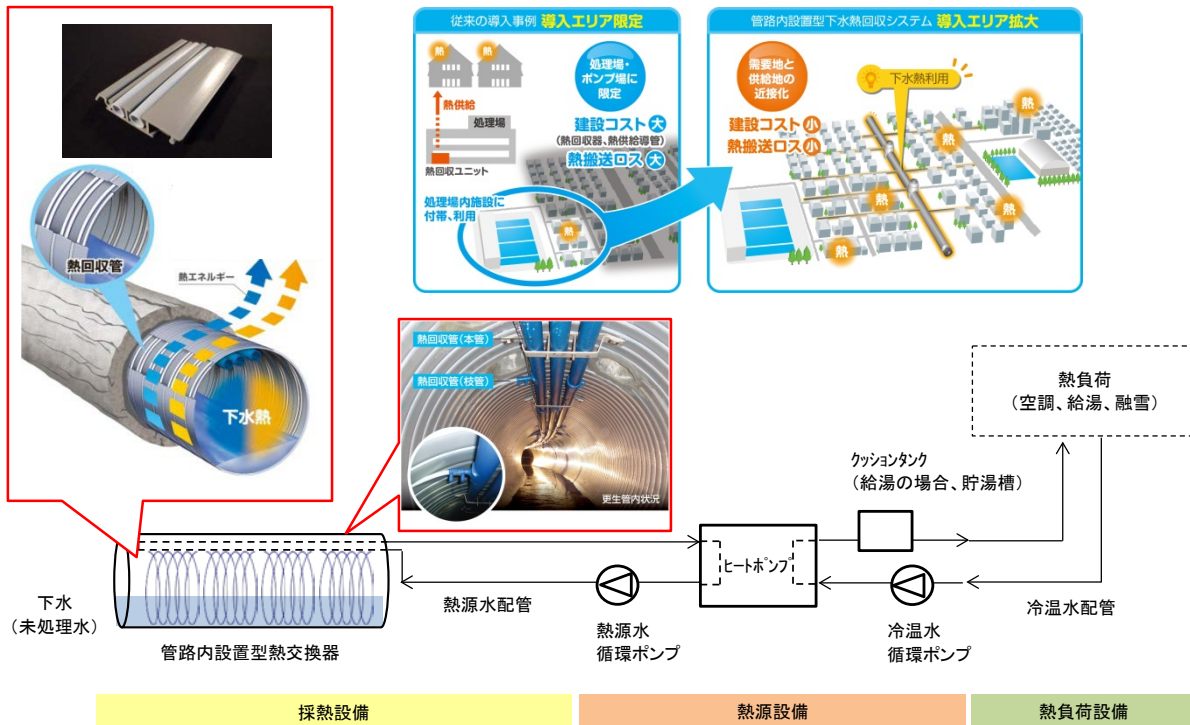 従来の導入事例 導入エリア限定
熱
熱
熱供給
処理場
熱回収ユニット
処理場・
ポンプ場に
限定
建設コスト 大
(熱回収器、熱供給導管)
熱搬送ロス 大
処理場内施設に
付帯、利用
熱
管路内設置型下水熱回収システム 導入エリア拡大
需要地と
供給地の
近接化
建設コスト 小
熱搬送ロス 小
下水熱利用
熱
熱
熱
熱
熱
熱回収管
熱エネルギー
下水熱
熱回収管(本管)
熱回収管(枝管)
更生管内状況
熱負荷
(空調、給湯、融雪)
クッションタンク
(給湯の場合、貯湯槽)
ヒートポンプ
下水
(未処理水)
熱源水配管
冷温水配管
管路内設置型熱交換器
熱源水
循環ポンプ
冷温水
循環ポンプ
採熱設備
熱源設備
熱負荷設備